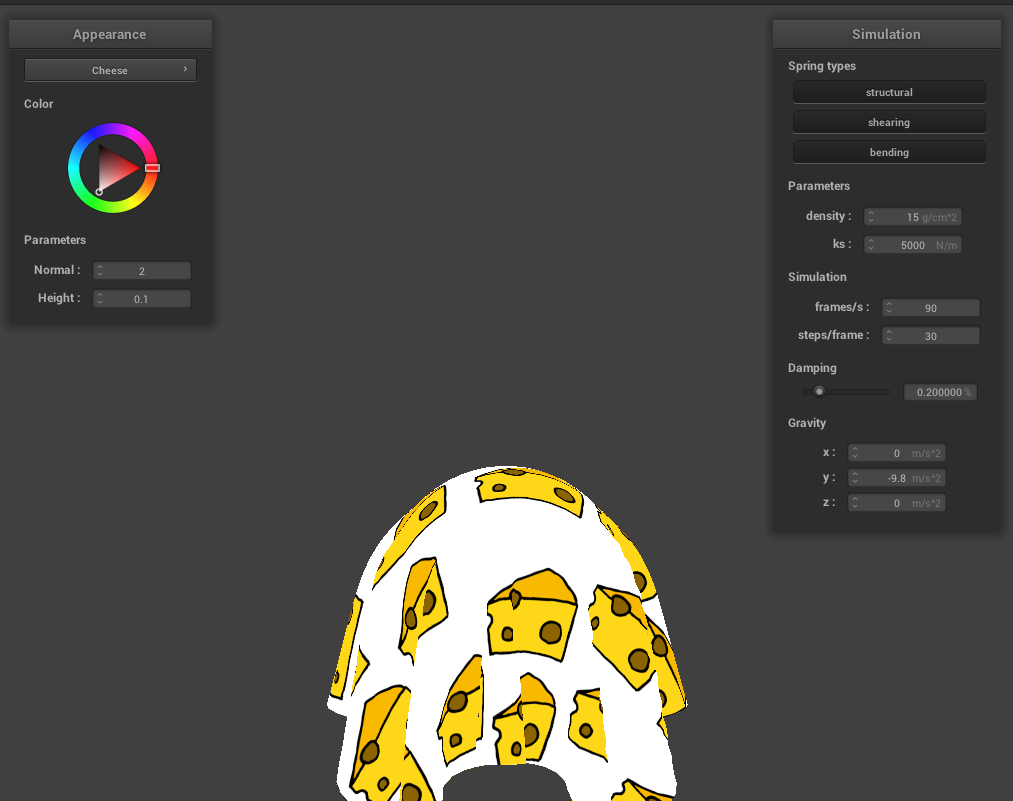 Appearance
Cheese
Color
Parameters
Normal : 2
Height : 0.1
Simulation
Spring types
structural
shearing
bending
Parameters
density : 15 g/cm^2
ks : 5000 N/m
Simulation
frames/s : 90
steps/frame : 30
Damping
0.200000 %
Gravity
x : 0 m/s^2
y : -9.8 m/s^2
z : 0 m/s^2